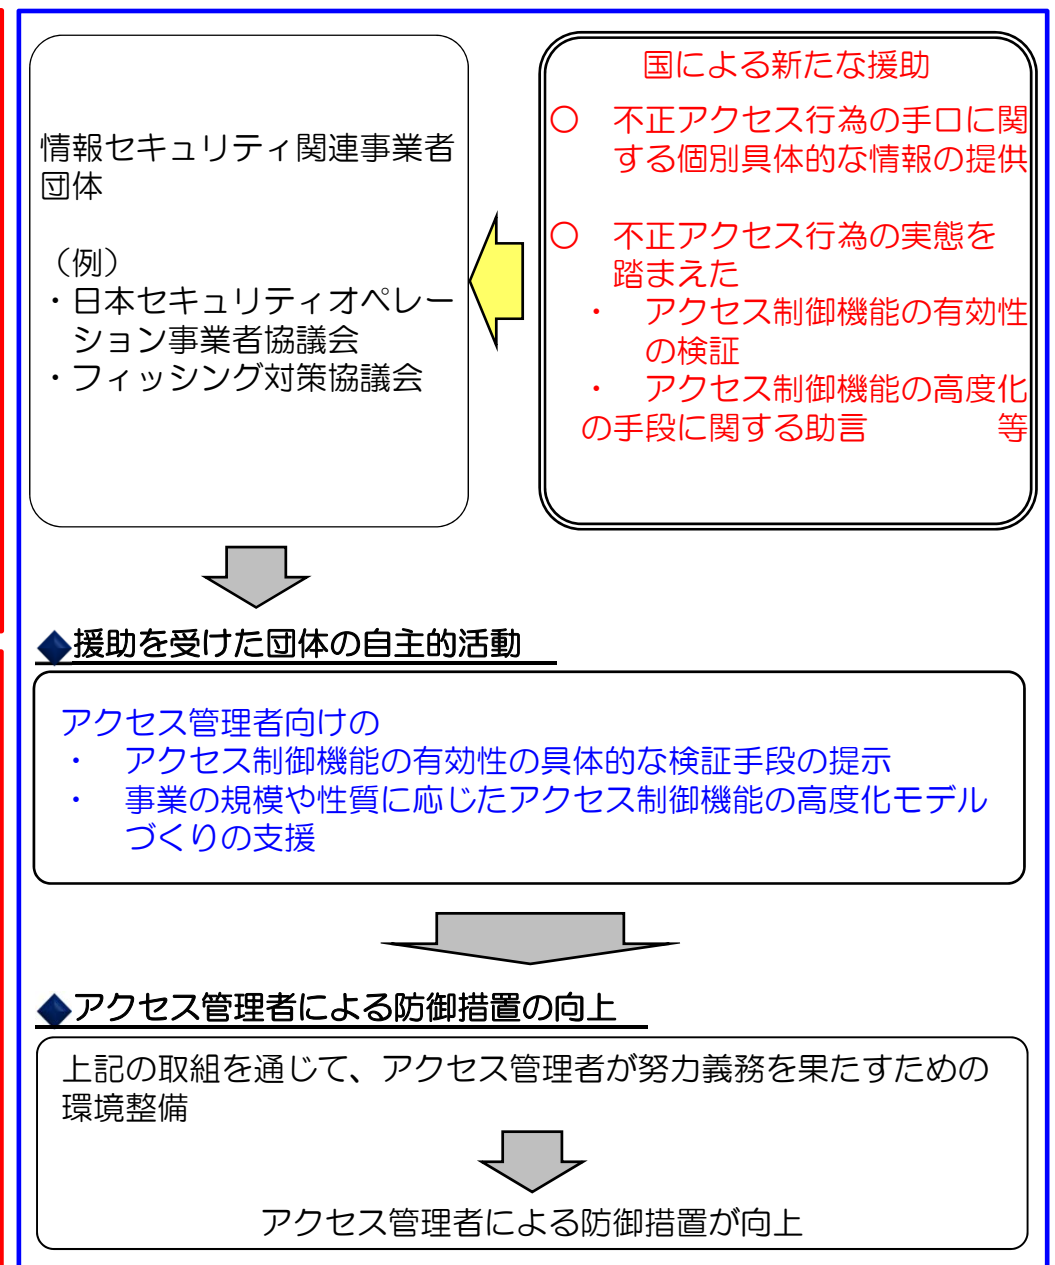 情報セキュリティ関連事業者
団体
（例）
・日本セキュリティオペレー
ション事業者協議会
・フィッシング対策協議会
国による新たな援助
○　不正アクセス行為の手口に関
する個別具体的な情報の提供
○　不正アクセス行為の実態を
踏まえた
・　アクセス制御機能の有効性
の検証
・　アクセス制御機能の高度化
の手段に関する助言　　　　等
◆援助を受けた団体の自主的活動
アクセス管理者向けの
・　アクセス制御機能の有効性の具体的な検証手段の提示
・　事業の規模や性質に応じたアクセス制御機能の高度化モデル
づくりの支援
◆アクセス管理者による防御措置の向上
上記の取組を通じて、アクセス管理者が努力義務を果たすための
環境整備
アクセス管理者による防御措置が向上